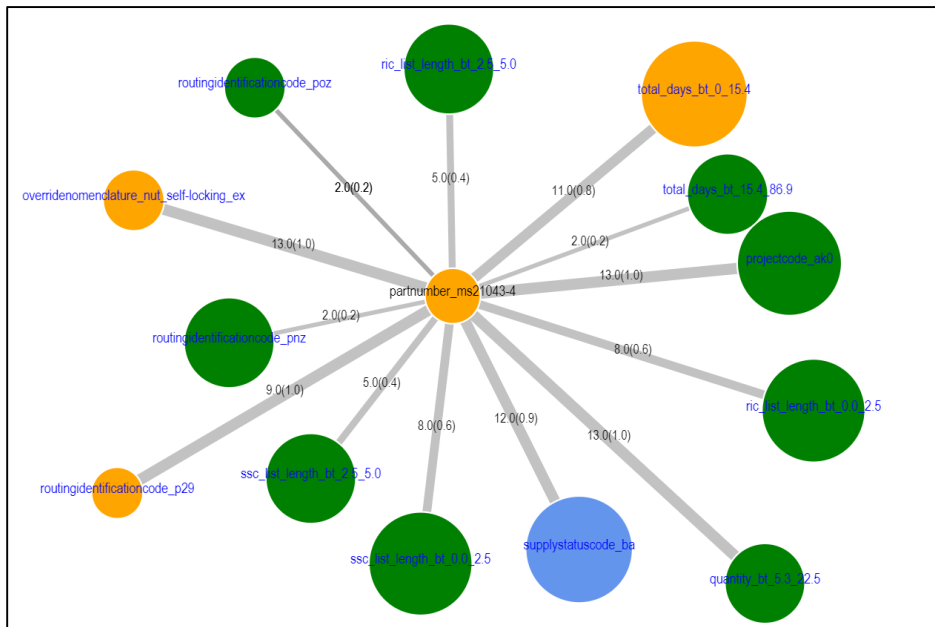 ric_list_length_bt_2.5_5.0
routingidentificationcode_poz
total_days_bt_0_15.4
5.0(0.4)
11.0(0.8)
2.0(0.2)
overridenomenclature_nut_self-locking_ex
total_days_bt_15.4_86.9
13.0(1.0)
2.0(0.2)
projectcode_ak0
13.0(1.0)
partnumber_ms21043-4
2.0(0.2)
routingidentificationcode_pnz
8.0(0.6)
9.0(1.0)
5.0(0.4)
ric_list_length_bt_0.0_2.5
8.0(0.6)
12.0(0.9)
13.0(1.0)
ssc_list_length_bt_2.5_5.0
routingidentificationcode_p29
supplystatuscode_ba
ssc_list_length_bt_0.0_2.5
quantity_bt_5.3_22.5